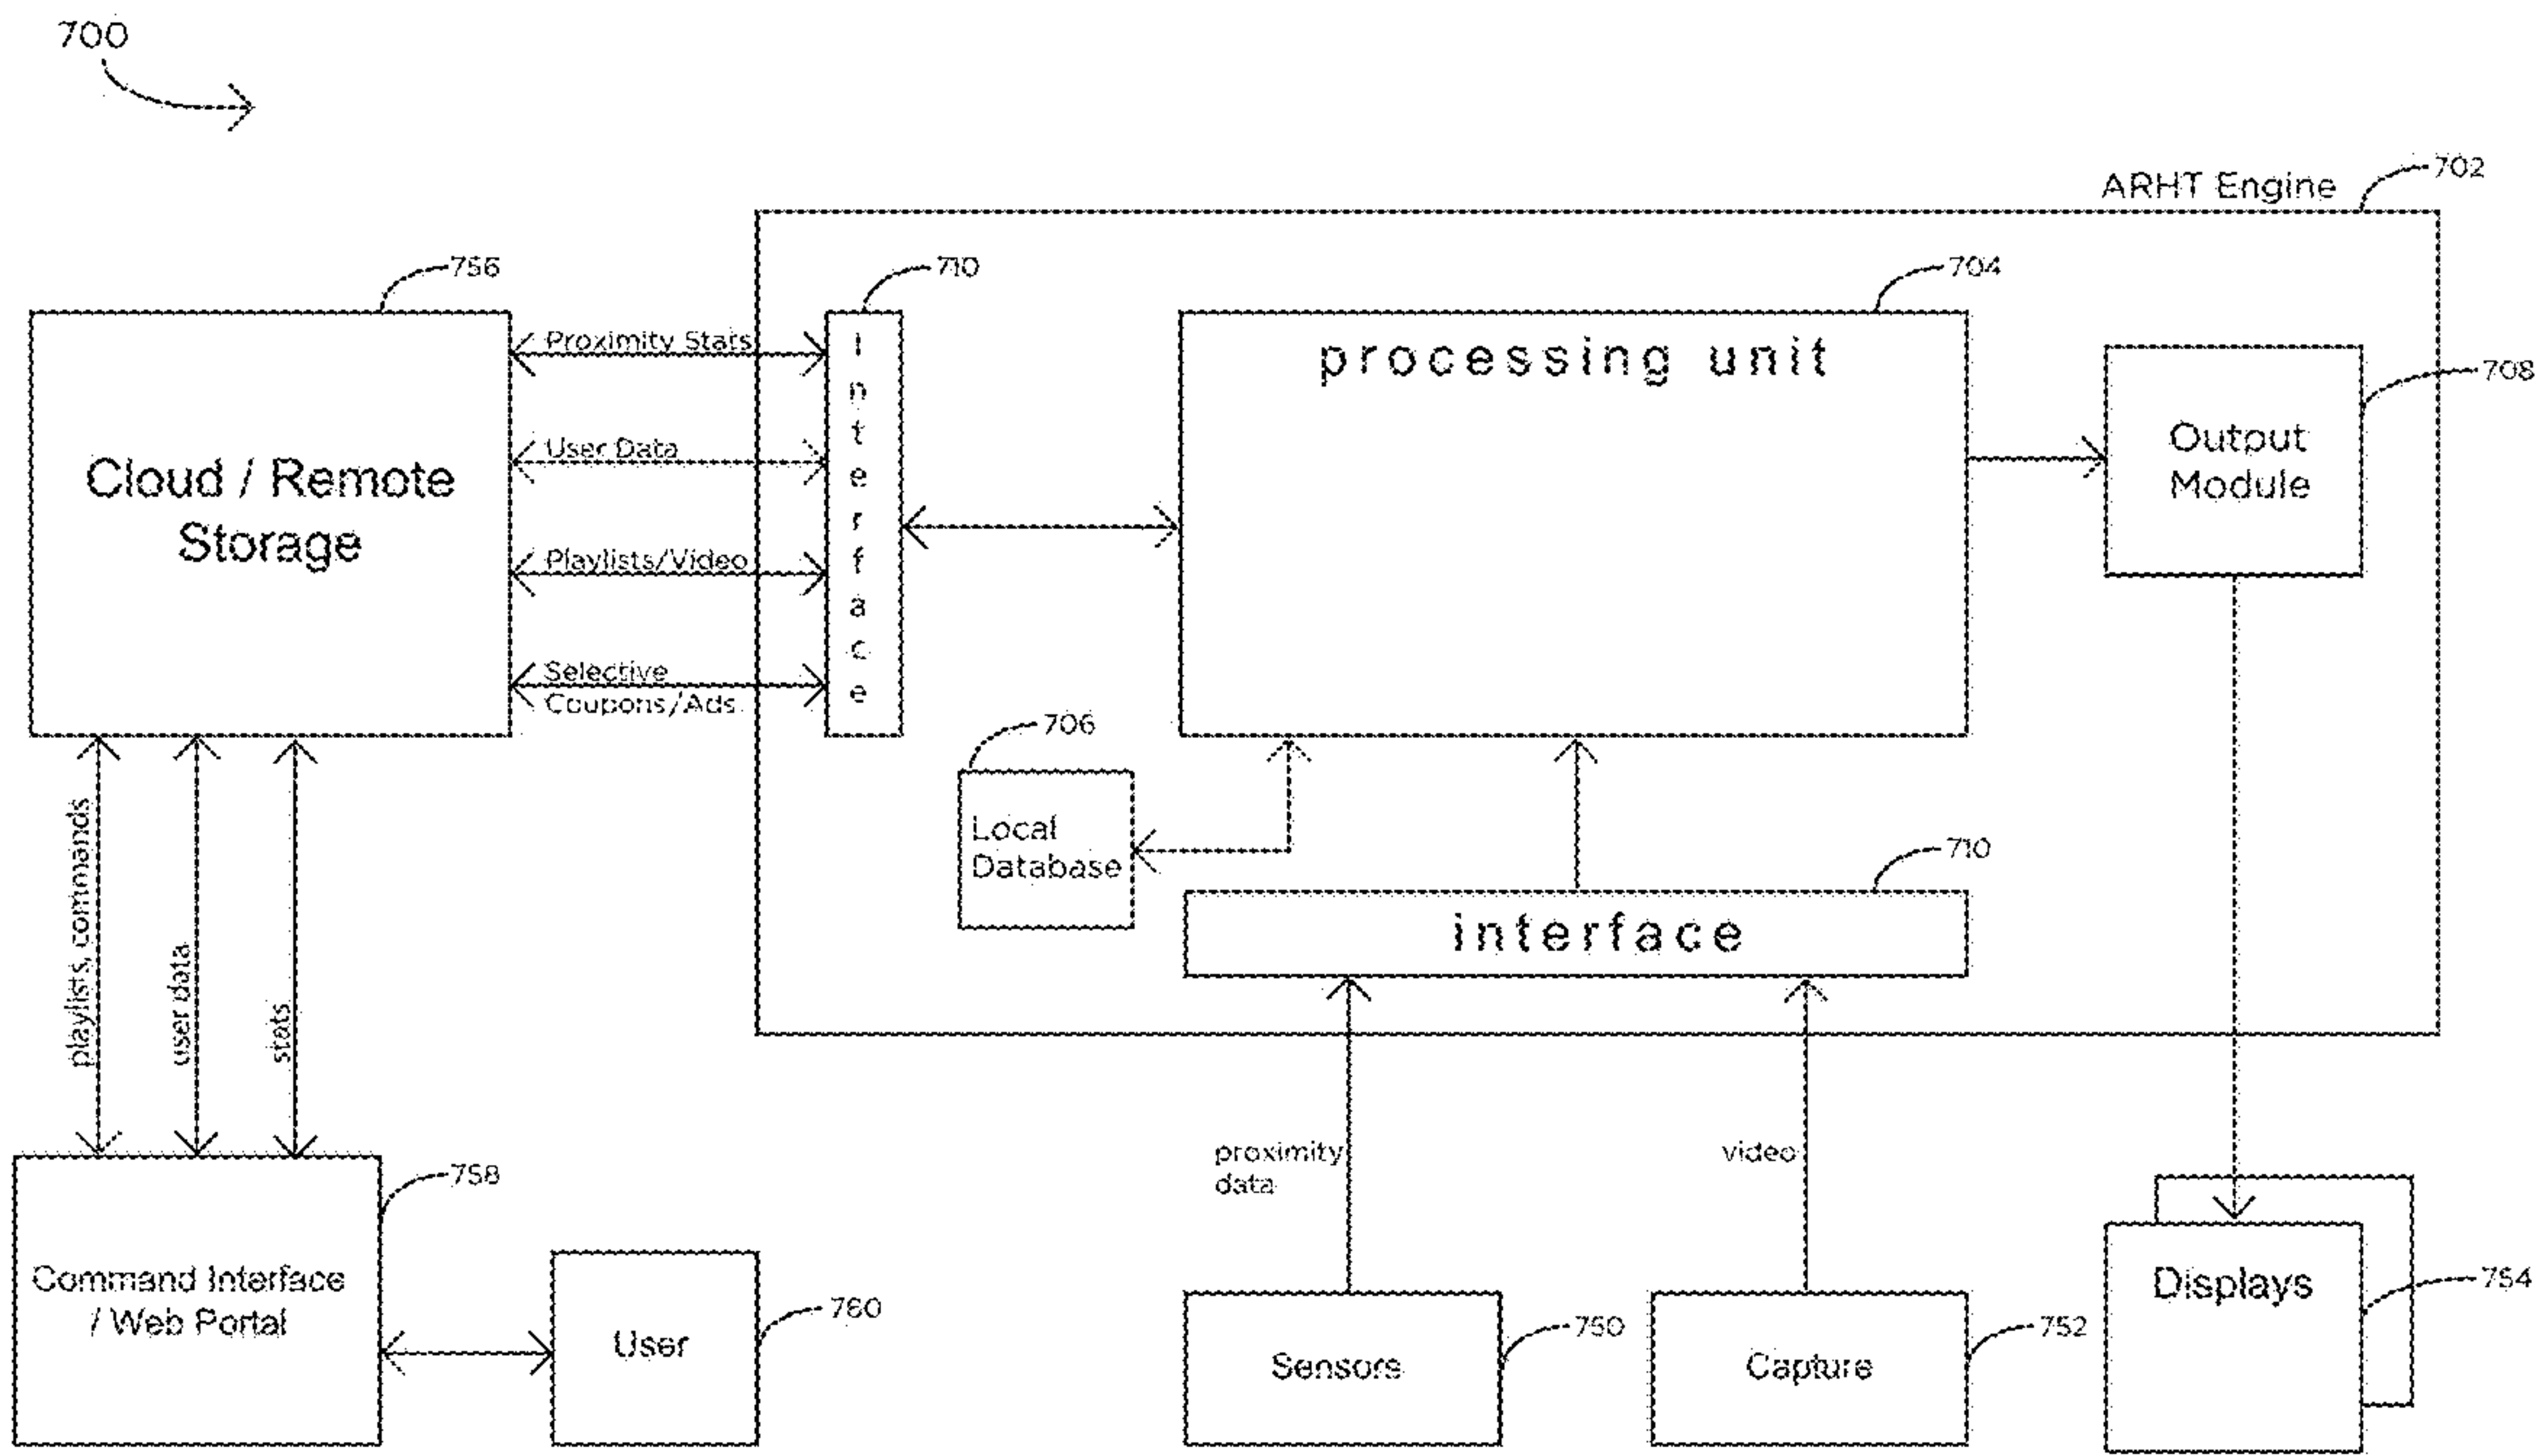 700
702
ARHT Engine
756
710
704
708
Cloud / Remote
Storage
Proximity Stats
User Data
Playlists/Video
Selective
Coupons/Ads
Interface
processing unit
Output
Module
706
Local
Database
710
interface
playlists, commands
user data
stats
proximity
data
video
758
Command Interface
/ Web Portal
760
User
750
Sensors
752
Capture
754
Displays